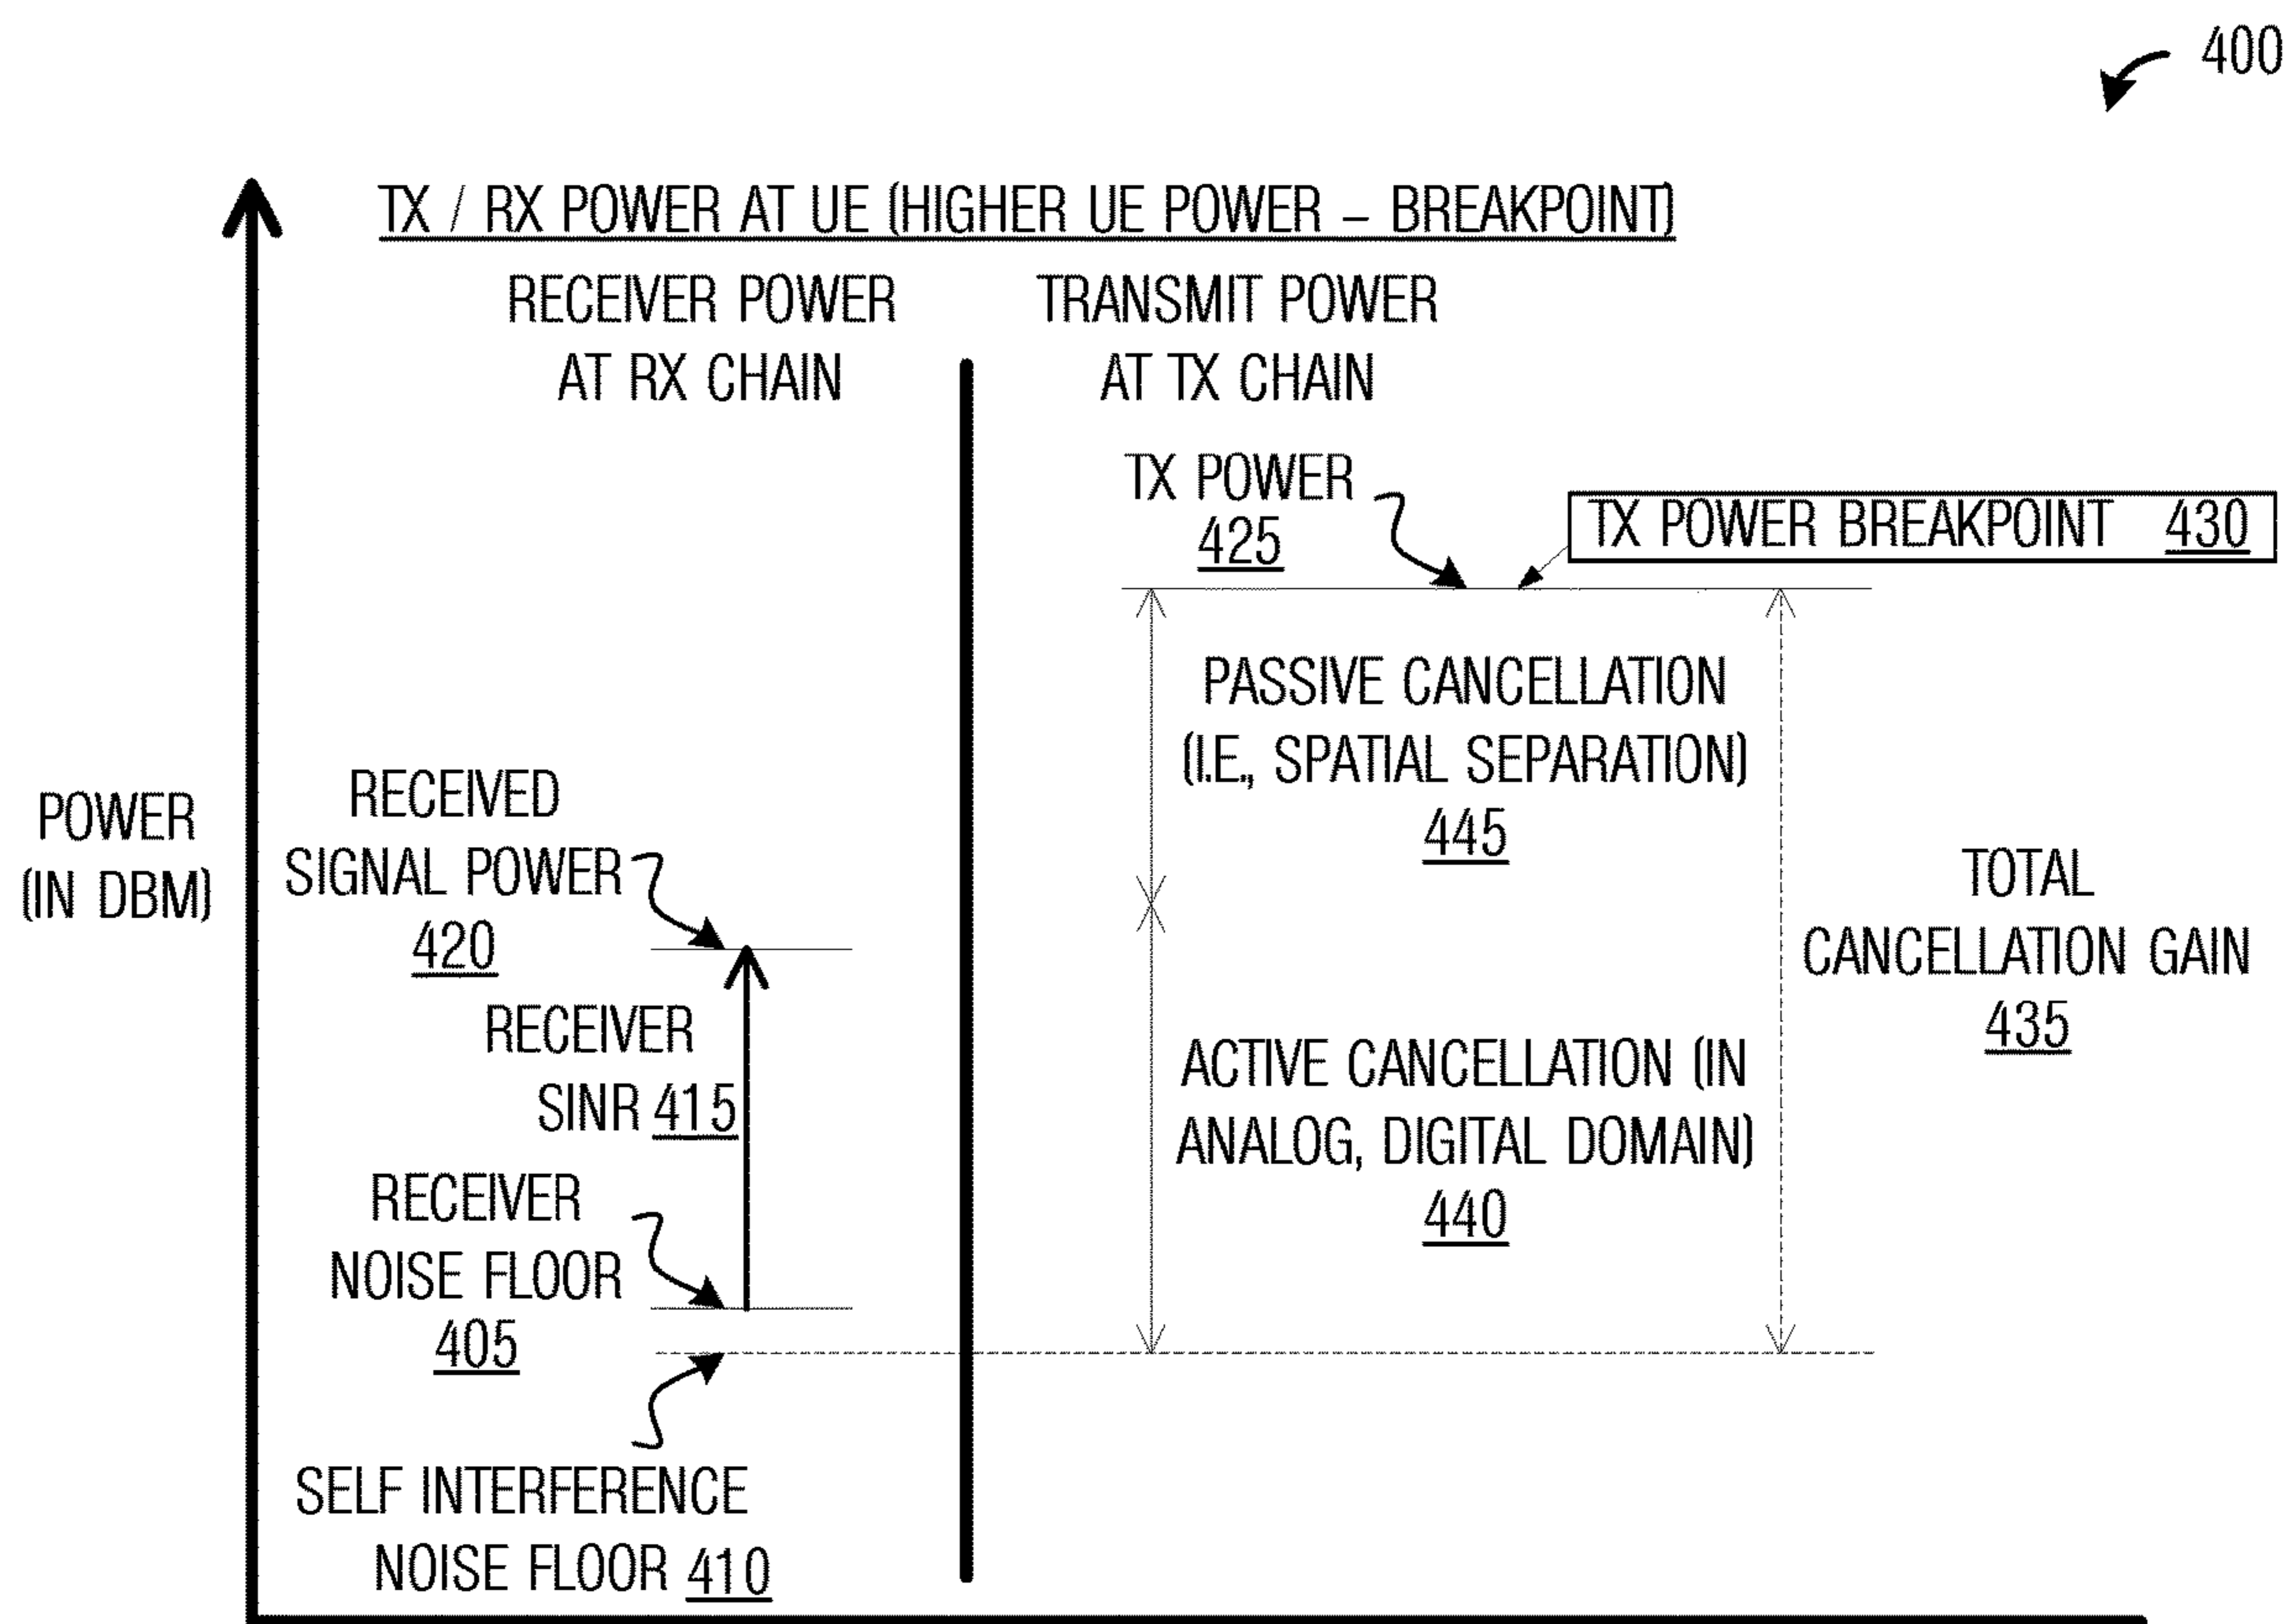 400
TX / RX POWER AT UE (HIGHER UE POWER – BREAKPOINT)
RECEIVER POWER
AT RX CHAIN
TRANSMIT POWER
AT TX CHAIN
TX POWER
425
TX POWER BREAKPOINT 430
PASSIVE CANCELLATION
(I.E., SPATIAL SEPARATION)
445
POWER
(IN DBM)
RECEIVED
SIGNAL POWER
420
TOTAL
CANCELLATION GAIN
435
RECEIVER
SINR 415
ACTIVE CANCELLATION (IN
ANALOG, DIGITAL DOMAIN)
440
RECEIVER
NOISE FLOOR
405
SELF INTERFERENCE
NOISE FLOOR 410